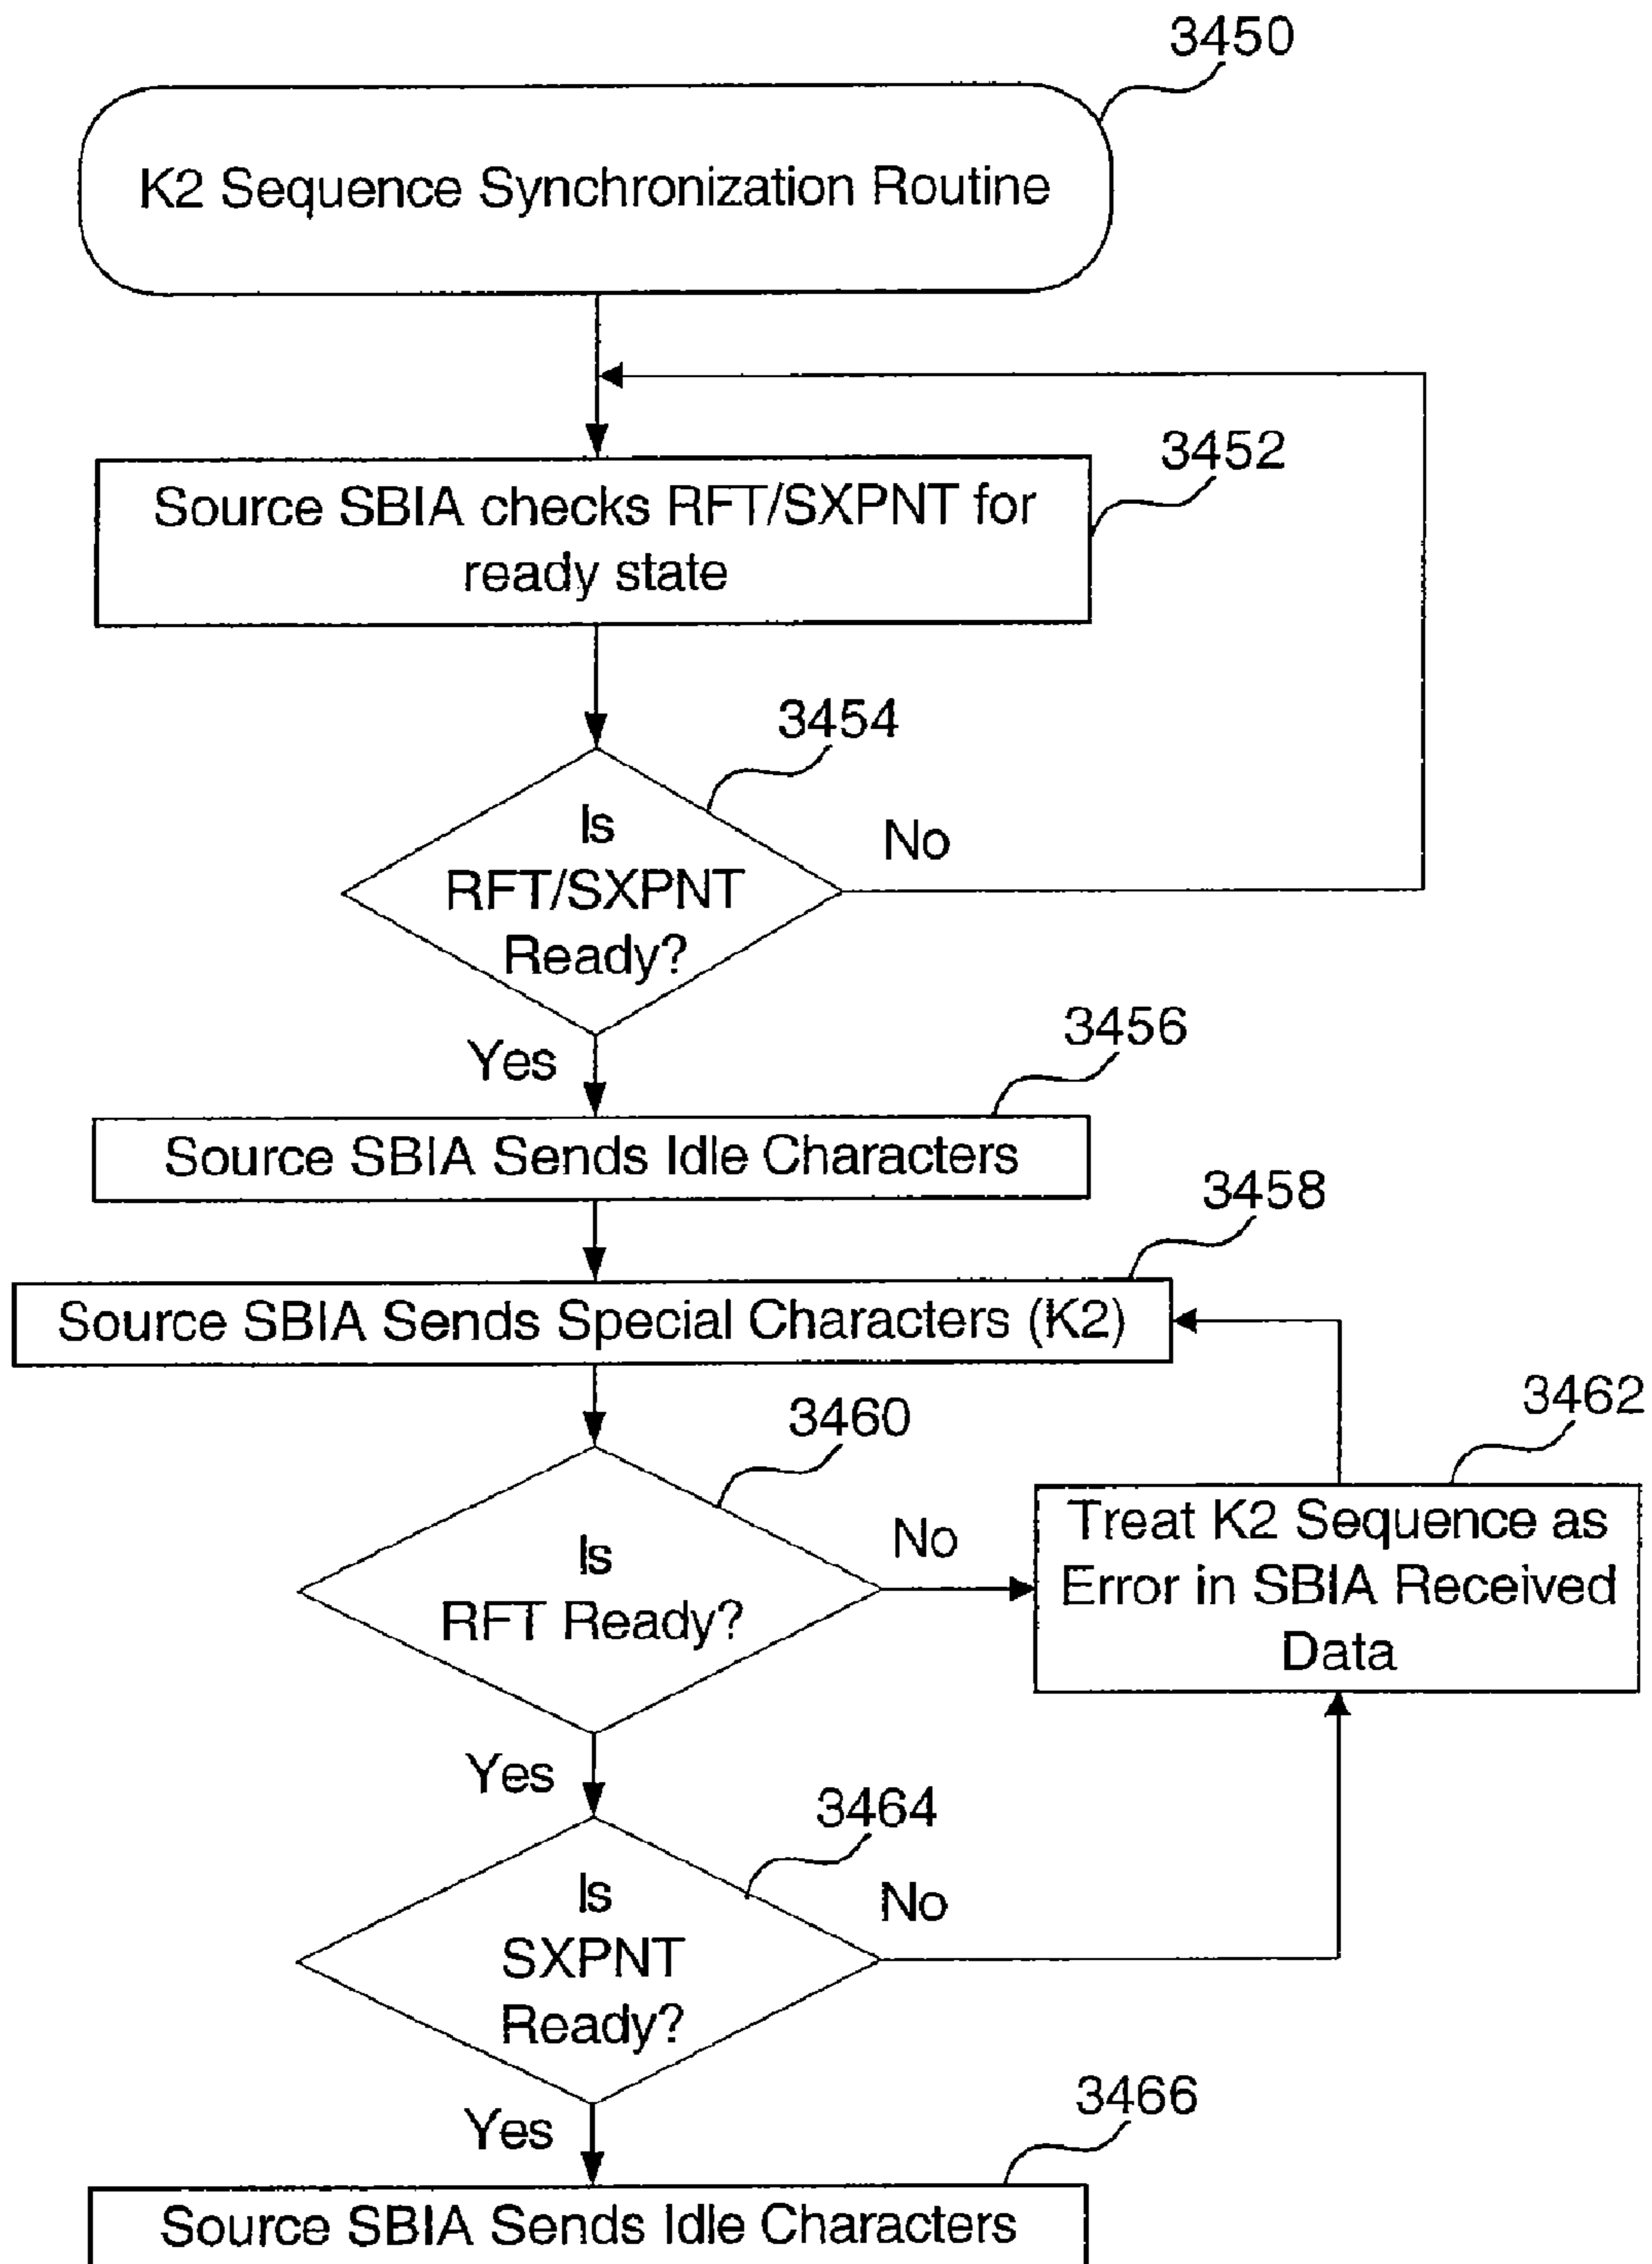 3450
K2 Sequence Synchronization Routine
3452
Source SBIA checks RFT/SXPNT for
ready state
3454
Is
RFT/SXPNT
Ready?
No
Yes
3456
Source SBIA Sends Idle Characters
3458
Source SBIA Sends Special Characters (K2)
3460
3462
Is
RFT Ready?
No
Treat K2 Sequence as
Error in SBIA Received
Data
Yes
3464
Is
SXPNT
Ready?
No
Yes
3466
Source SBIA Sends Idle Characters